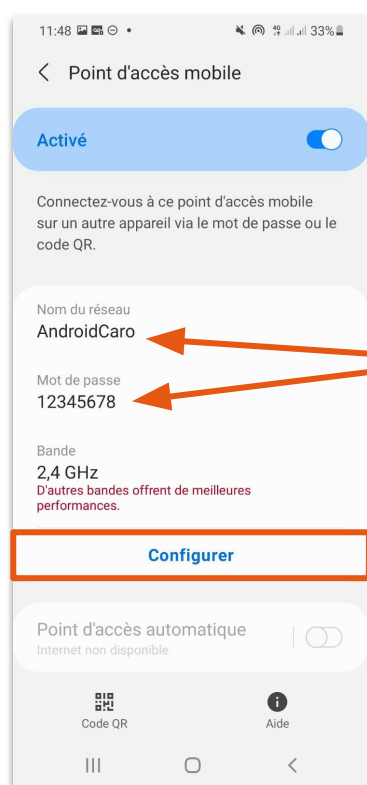 11:48
4G 33%
Point d'accès mobile
Activé
Connectez-vous à ce point d'accès mobile
sur un autre appareil via le mot de passe ou le
code QR.
Nom du réseau
AndroidCaro
Mot de passe
12345678
Bande
2,4 GHz
D'autres bandes offrent de meilleures
performances.
Configurer
Point d'accès automatique
Internet non disponible
Code QR
Aide